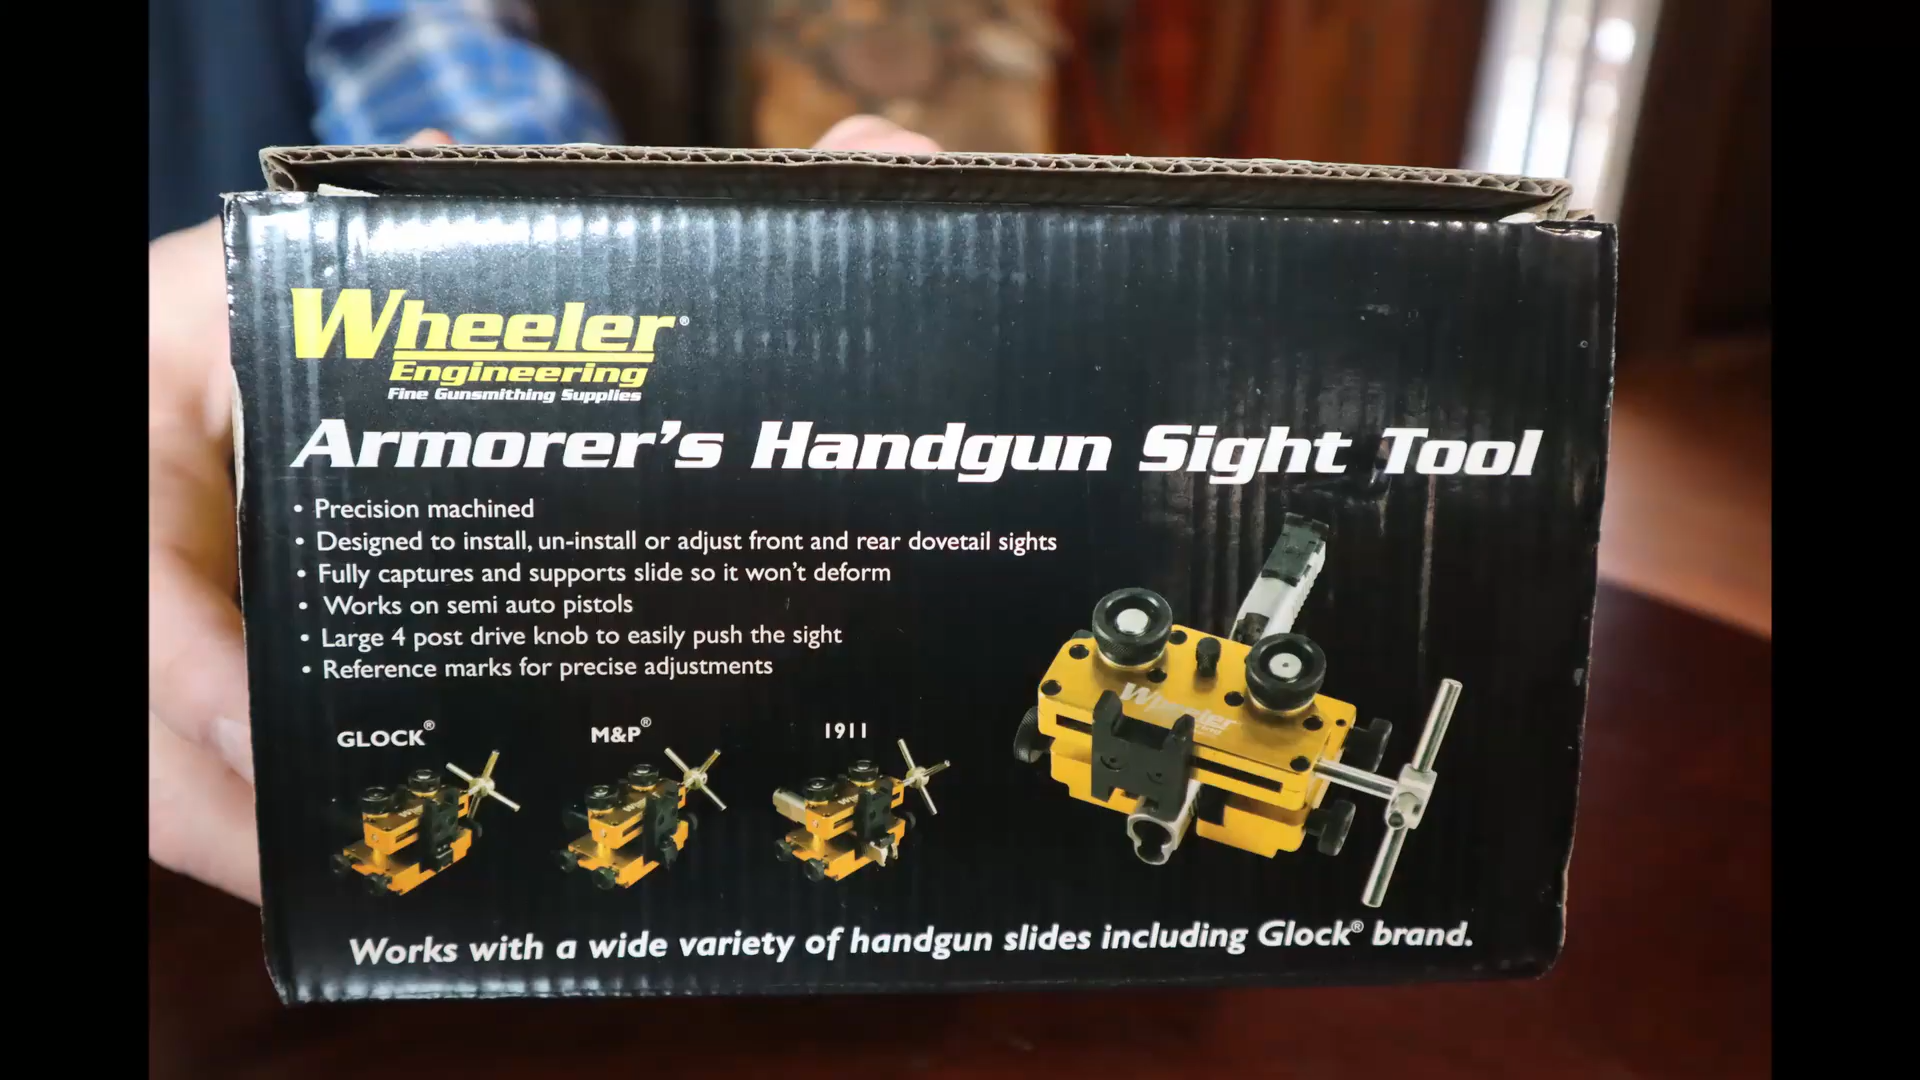 Wheeler®
Engineering
Fine Gunsmithing Supplies
Armorer's Handgun Sight Tool
• Precision machined
• Designed to install, un-install or adjust front and rear dovetail sights
• Fully captures and supports slide so it won't deform
• Works on semi auto pistols
• Large 4 post drive knob to easily push the sight
• Reference marks for precise adjustments
GLOCK® M&P® 1911
Wheeler
Works with a wide variety of handgun slides including Glock® brand.